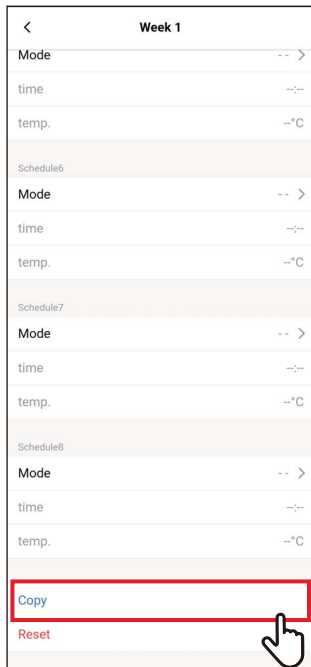 Week 1
Mode -- >
time --:--
temp. --°C
Schedule6
Mode -- >
time --:--
temp. --°C
Schedule7
Mode -- >
time --:--
temp. --°C
Schedule8
Mode -- >
time --:--
temp. --°C
Copy
Reset